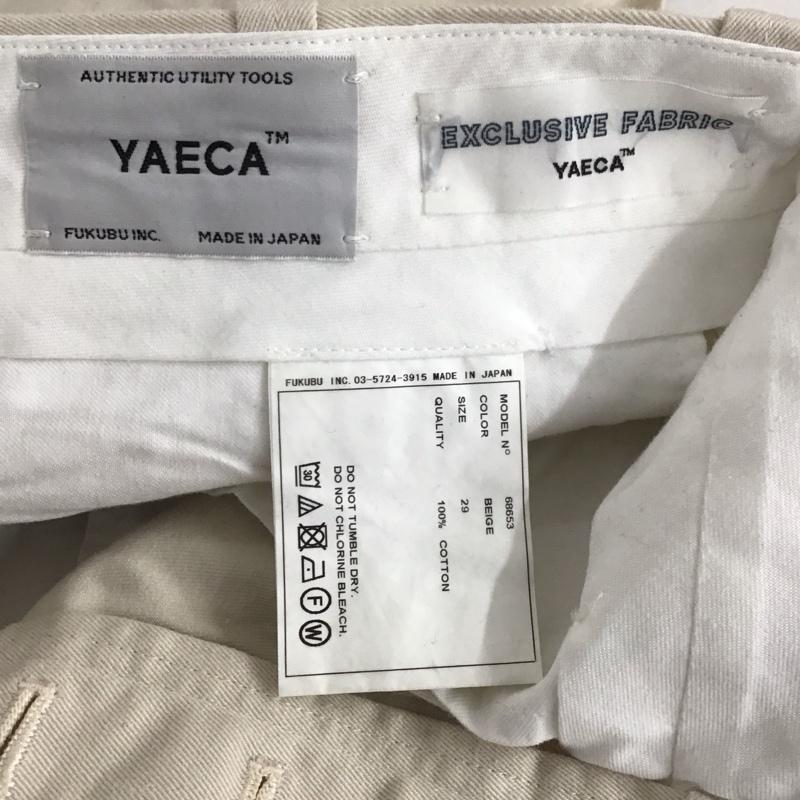 AUTHENTIC UTILITY TOOLS
YAECA™
FUKUBU INC. MADE IN JAPAN
EXCLUSIVE FABRIC
YAECA™
FUKUBU INC. 03-5724-3915 MADE IN JAPAN
MODEL Nº 68653
COLOR BEIGE
SIZE 29
QUALITY 100% COTTON
DO NOT TUMBLE DRY.
DO NOT CHLORINE BLEACH.
30 F W